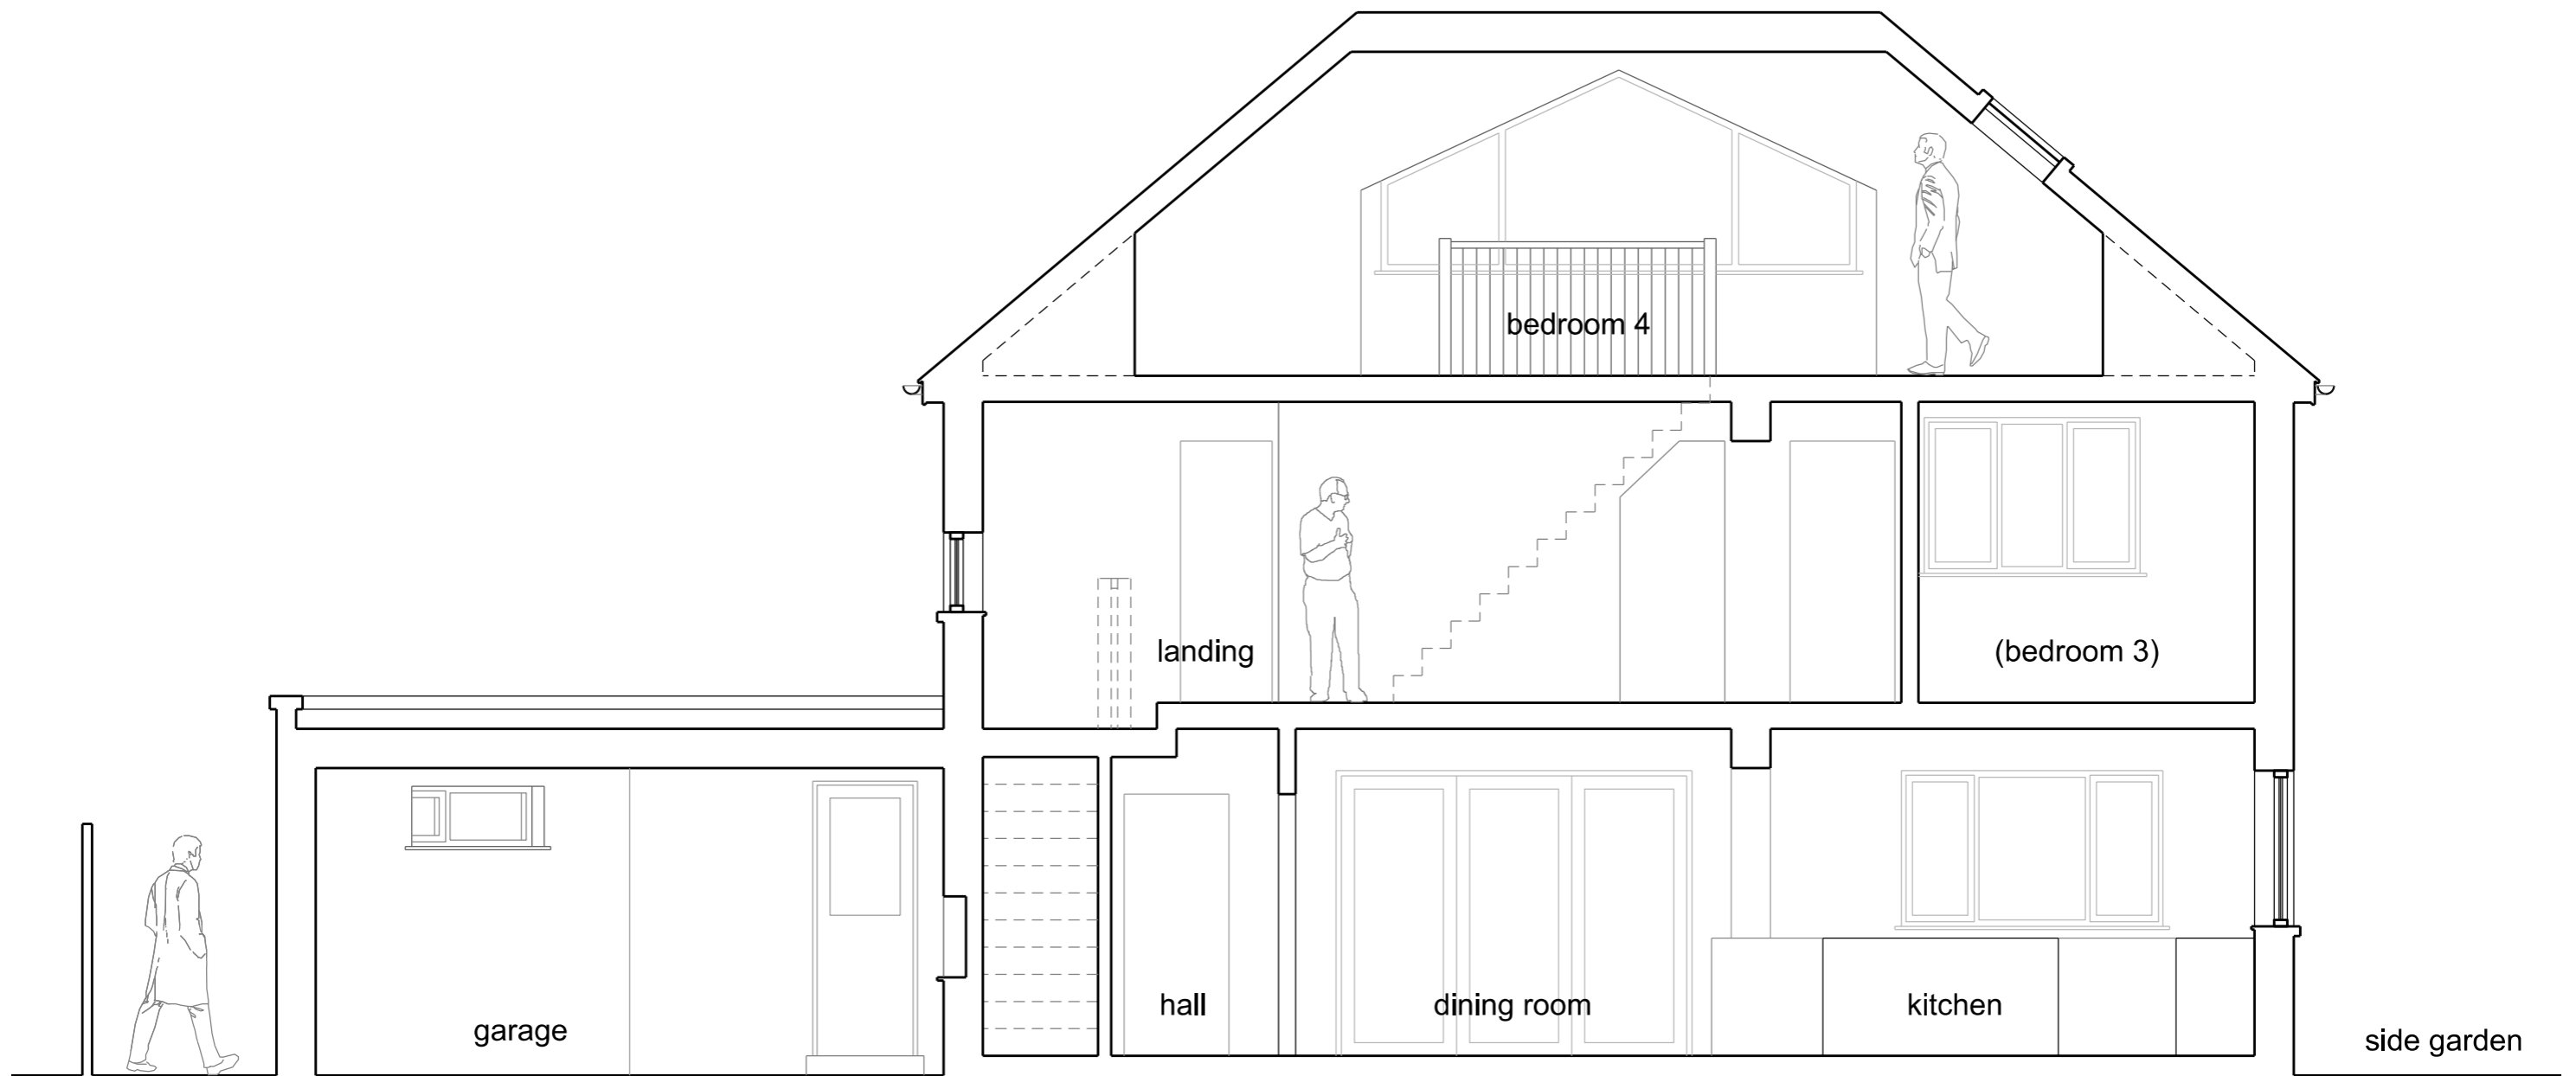 bedroom 4
landing
(bedroom 3)
garage
hall
dining room
kitchen
side garden